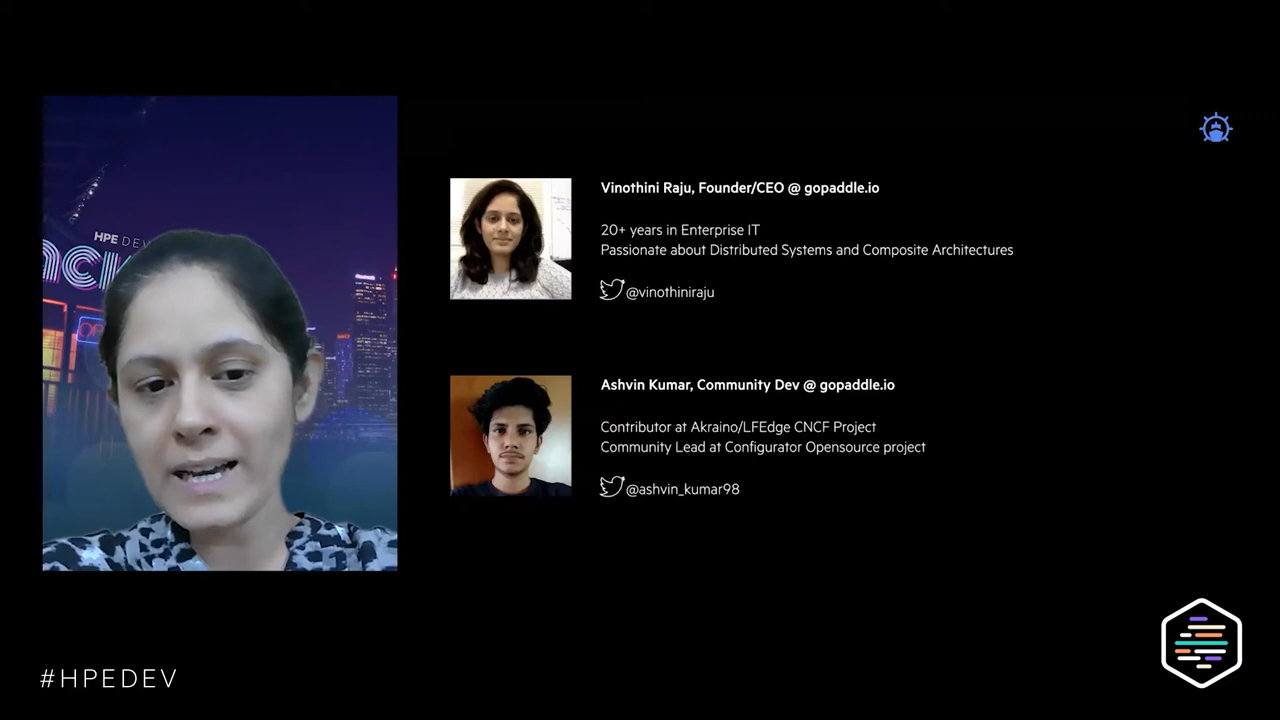 HPE DEV
Vinothini Raju, Founder/CEO @ gopaddle.io
20+ years in Enterprise IT
Passionate about Distributed Systems and Composite Architectures
@vinothiniraju
Ashvin Kumar, Community Dev @ gopaddle.io
Contributor at Akraino/LFEdge CNCF Project
Community Lead at Configurator Opensource project
@ashvin_kumar98
#HPEDEV